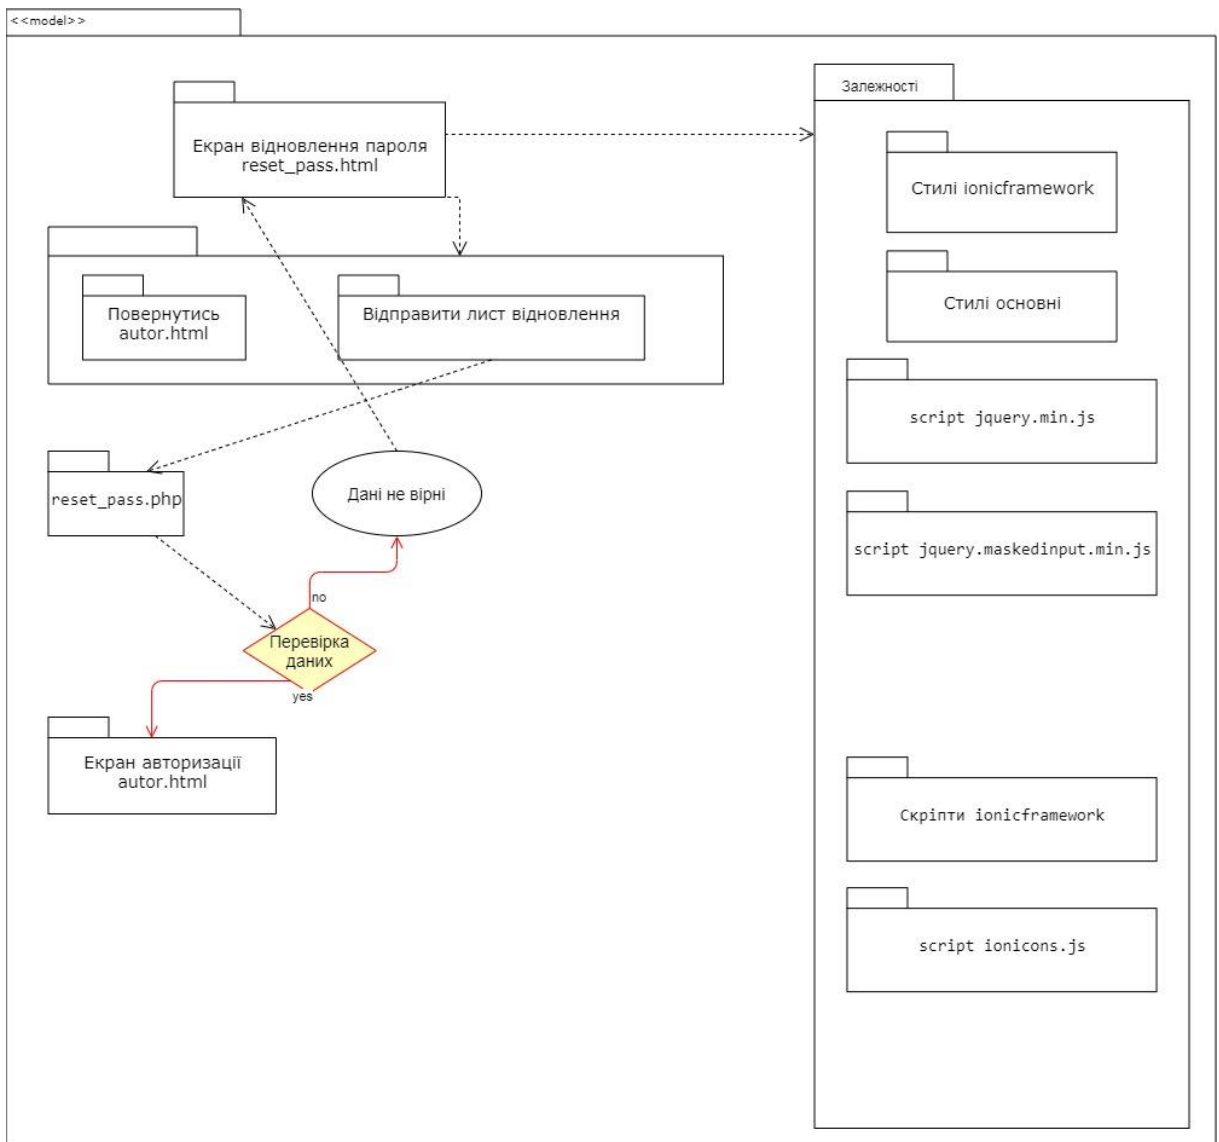 <<model>>
Залежності
Екран відновлення пароля
reset_pass.html
Стилі ionicframework
Стилі основні
Повернутись
autor.html
Відправити лист відновлення
script jquery.min.js
reset_pass.php
Дані не вірні
script jquery.maskedinput.min.js
no
Перевірка
даних
yes
Екран авторизації
autor.html
Скріпти ionicframework
script ionicons.js